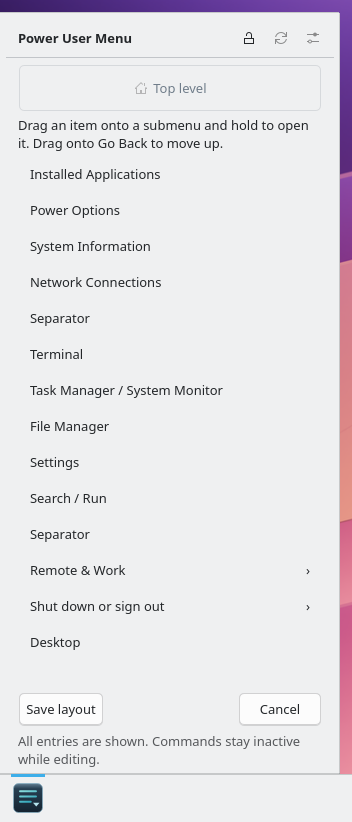 Power User Menu
Top level
Drag an item onto a submenu and hold to open
it. Drag onto Go Back to move up.
Installed Applications
Power Options
System Information
Network Connections
Separator
Terminal
Task Manager / System Monitor
File Manager
Settings
Search / Run
Separator
Remote & Work ›
Shut down or sign out ›
Desktop
Save layout Cancel
All entries are shown. Commands stay inactive
while editing.